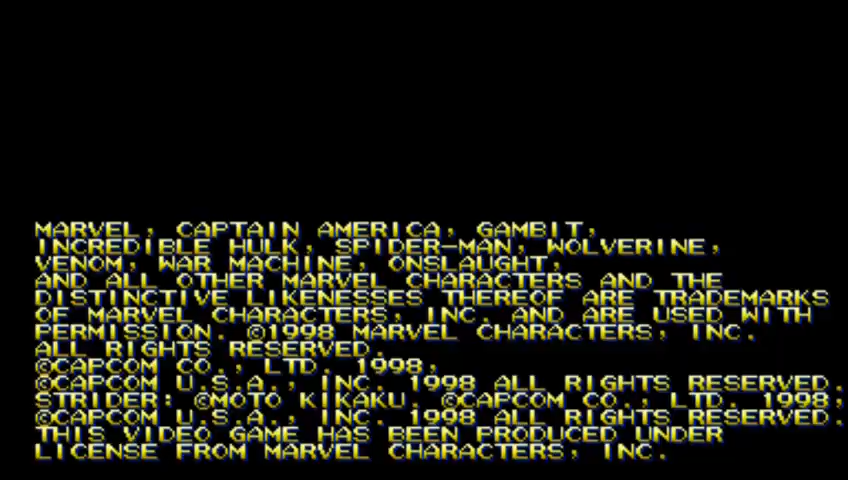 MARVEL, CAPTAIN AMERICA, GAMBIT,
INCREDIBLE HULK, SPIDER-MAN, WOLVERINE,
VENOM, WAR MACHINE, ONSLAUGHT,
AND ALL OTHER MARVEL CHARACTERS AND THE
DISTINCTIVE LIKENESSES THEREOF ARE TRADEMARKS
OF MARVEL CHARACTERS, INC. AND ARE USED WITH
PERMISSION. ©1998 MARVEL CHARACTERS, INC.
ALL RIGHTS RESERVED.
©CAPCOM CO., LTD. 1998,
©CAPCOM U.S.A., INC. 1998 ALL RIGHTS RESERVED.
STRIDER: ©MOTO KIKAKU. ©CAPCOM CO., LTD. 1998,
©CAPCOM U.S.A., INC. 1998 ALL RIGHTS RESERVED.
THIS VIDEO GAME HAS BEEN PRODUCED UNDER
LICENSE FROM MARVEL CHARACTERS, INC.